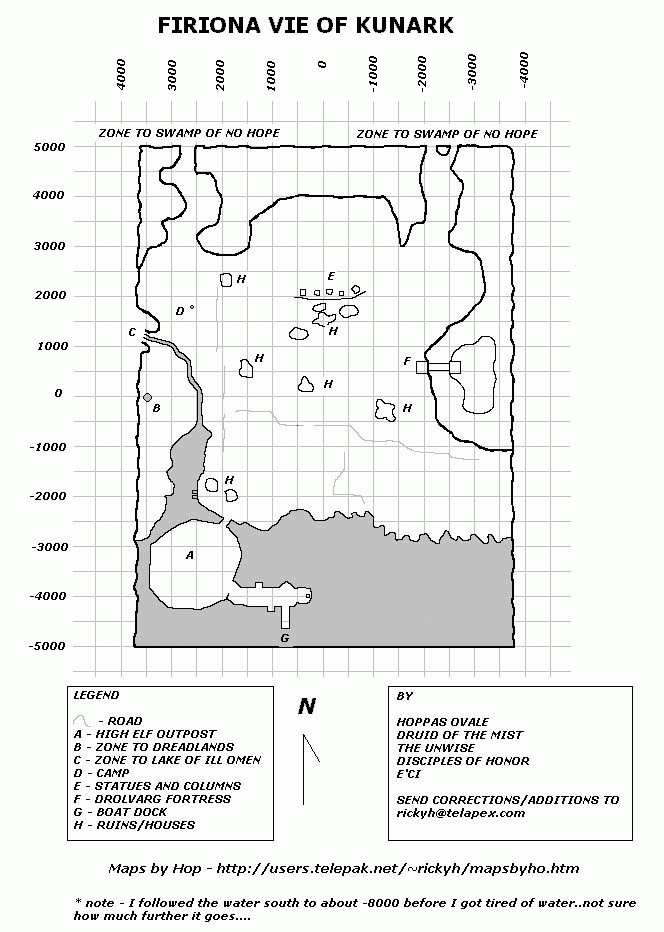 FIRIONA VIE OF KUNARK
4000 3000 2000 1000 0 -1000 -2000 -3000 -4000
ZONE TO SWAMP OF NO HOPE ZONE TO SWAMP OF NO HOPE
5000
4000
3000
H E
2000
D
H
C
1000
H F
H
0
B H
-1000
H
-2000
-3000
A
-4000
G
-5000
LEGEND
- ROAD
A - HIGH ELF OUTPOST
B - ZONE TO DREADLANDS
C - ZONE TO LAKE OF ILL OMEN
D - CAMP
E - STATUES AND COLUMNS
F - DROLVARG FORTRESS
G - BOAT DOCK
H - RUINS/HOUSES
N
BY
HOPPAS OVALE
DRUID OF THE MIST
THE UNWISE
DISCIPLES OF HONOR
E'CI
SEND CORRECTIONS/ADDITIONS TO
rickyh@telapex.com
Maps by Hop - http://users.telepak.net/~rickyh/mapsbyho.htm
* note - I followed the water south to about -8000 before I got tired of water..not sure
how much further it goes....